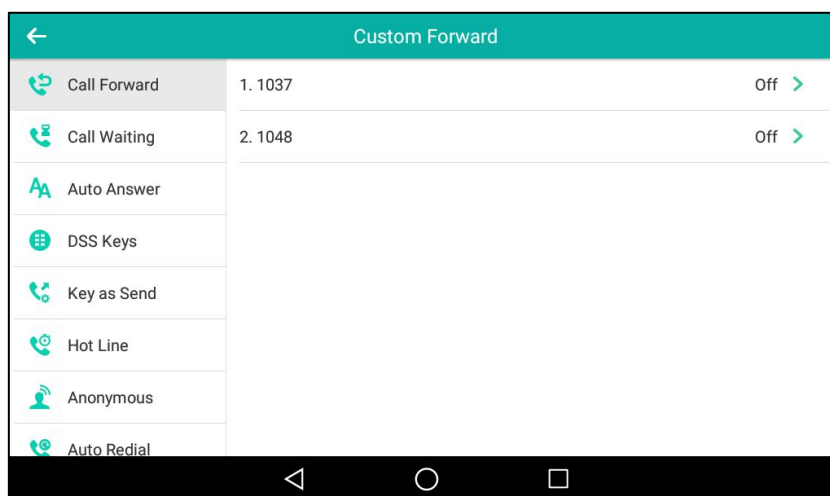 Custom Forward
Call Forward
1. 1037 Off
Call Waiting
2. 1048 Off
AA Auto Answer
DSS Keys
Key as Send
Hot Line
Anonymous
Auto Redial